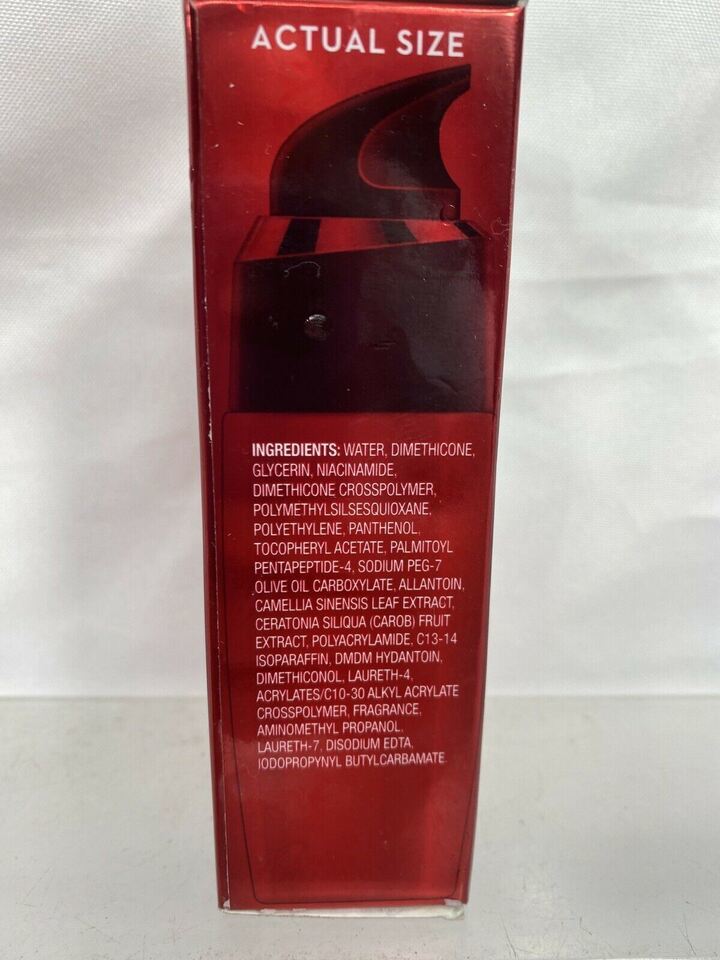 ACTUAL SIZE
INGREDIENTS: WATER, DIMETHICONE,
GLYCERIN, NIACINAMIDE,
DIMETHICONE CROSSPOLYMER,
POLYMETHYLSILSESQUIOXANE,
POLYETHYLENE, PANTHENOL,
TOCOPHERYL ACETATE, PALMITOYL
PENTAPEPTIDE-4, SODIUM PEG-7
OLIVE OIL CARBOXYLATE, ALLANTOIN,
CAMELLIA SINENSIS LEAF EXTRACT,
CERATONIA SILIQUA (CAROB) FRUIT
EXTRACT, POLYACRYLAMIDE, C13-14
ISOPARAFFIN, DMDM HYDANTOIN,
DIMETHICONOL, LAURETH-4,
ACRYLATES/C10-30 ALKYL ACRYLATE
CROSSPOLYMER, FRAGRANCE,
AMINOMETHYL PROPANOL,
LAURETH-7, DISODIUM EDTA,
IODOPROPYNYL BUTYLCARBAMATE.